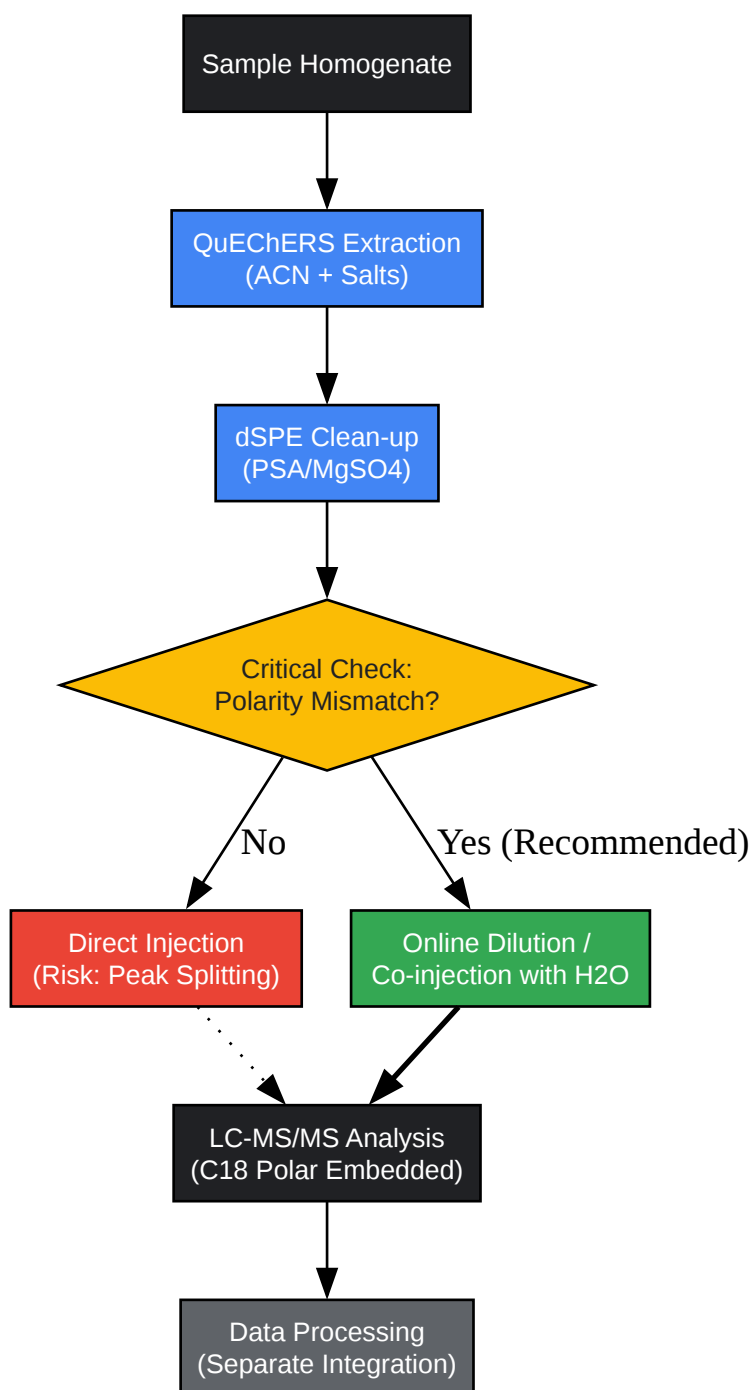 Sample Homogenate
QuEChERS Extraction
(ACN + Salts)
dSPE Clean-up
(PSA/MgSO4)
Critical Check:
Polarity Mismatch?
No
Yes (Recommended)
Direct Injection
(Risk: Peak Splitting)
Online Dilution /
Co-injection with H2O
LC-MS/MS Analysis
(C18 Polar Embedded)
Data Processing
(Separate Integration)